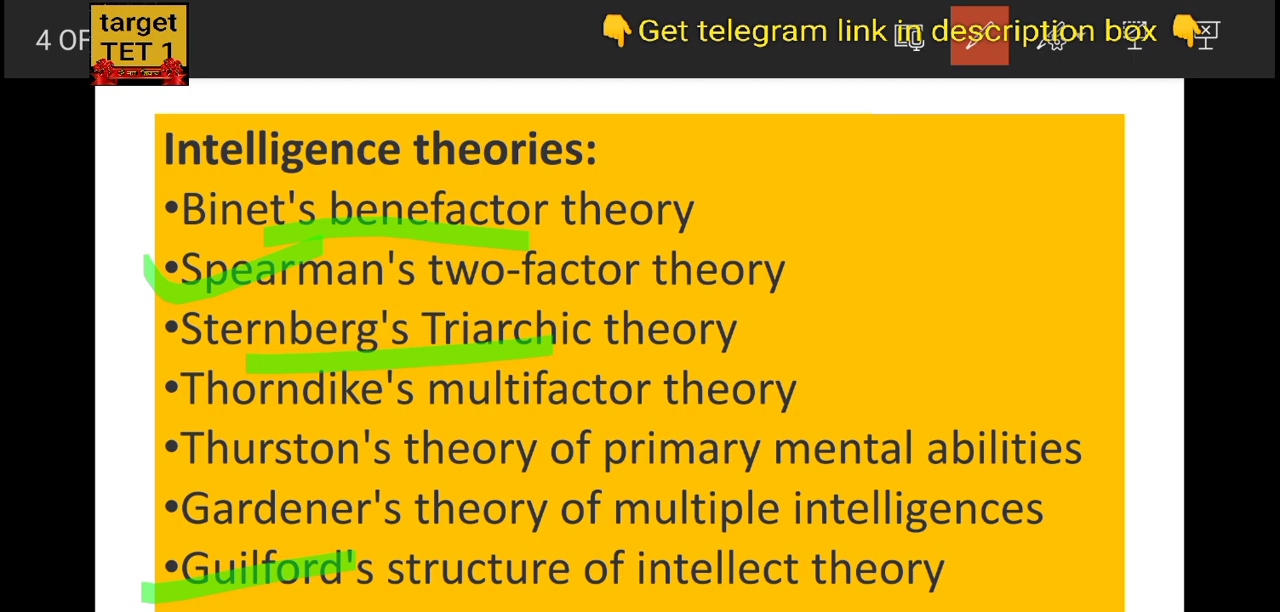 4 OF
target
TET 1
👇Get telegram link in description box 👇
Intelligence theories:
•Binet's benefactor theory
•Spearman's two-factor theory
•Sternberg's Triarchic theory
•Thorndike's multifactor theory
•Thurston's theory of primary mental abilities
•Gardener's theory of multiple intelligences
•Guilford's structure of intellect theory